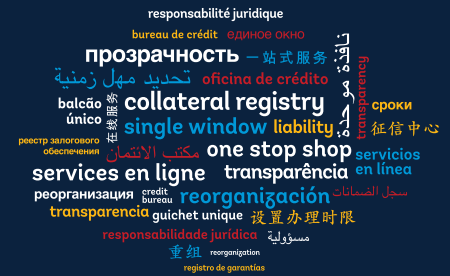 responsabilité juridique
bureau de crédit
единое окно
نافذة موحدة
прозрачность
一站式服务
transparency
تحديد مهل زمنية
oficina de crédito
balcão
único
在线服务
collateral registry
сроки
single window
liability
征信中心
реестр залогового
обеспечения
مكتب الائتمان
one stop shop
servicios
en línea
services en ligne
transparência
реорганизация
credit
bureau
reorganización
سجل الضمانات
transparencia
guichet unique
设置办理时限
responsabilidade jurídica
مسؤولية
重组
reorganization
registro de garantías